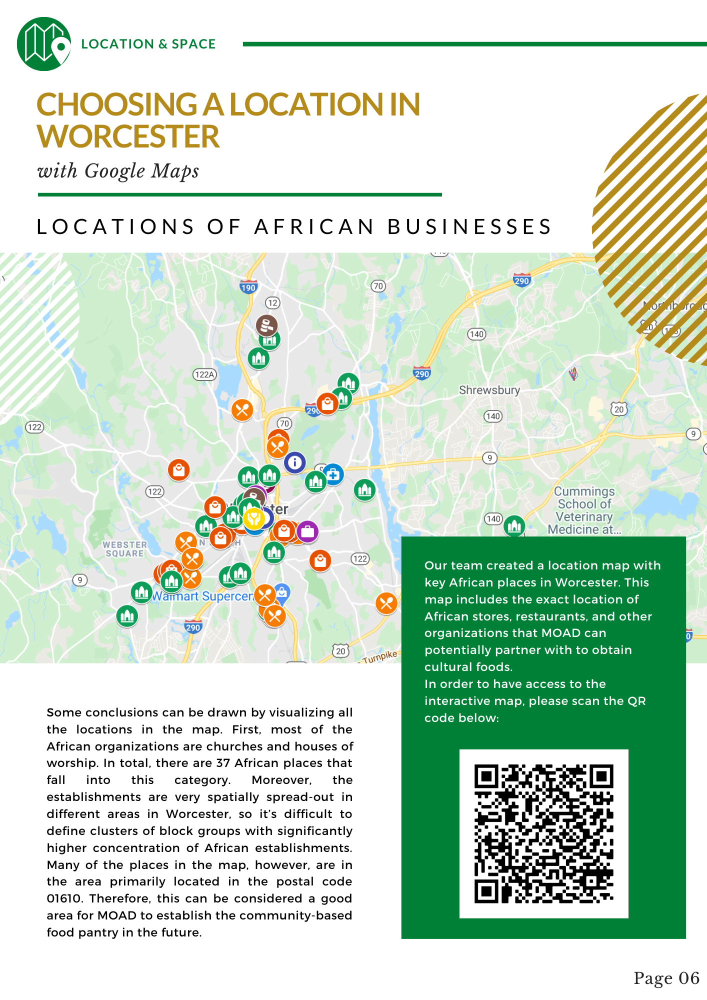 LOCATION & SPACE
CHOOSING A LOCATION IN
WORCESTER
with Google Maps
LOCATIONS OF AFRICAN BUSINESSES
190
12
70
290
140
122A
290
Shrewsbury
20
290
140
122
70
9
9
122
Cummings
School of
Veterinary
Medicine at...
140
WEBSTER
SQUARE
122
9
Walmart Supercen
290
20
Turnpike
Our team created a location map with
key African places in Worcester. This
map includes the exact location of
African stores, restaurants, and other
organizations that MOAD can
potentially partner with to obtain
cultural foods.
In order to have access to the
interactive map, please scan the QR
code below:
Some conclusions can be drawn by visualizing all
the locations in the map. First, most of the
African organizations are churches and houses of
worship. In total, there are 37 African places that
fall into this category. Moreover, the
establishments are very spatially spread-out in
different areas in Worcester, so it’s difficult to
define clusters of block groups with significantly
higher concentration of African establishments.
Many of the places in the map, however, are in
the area primarily located in the postal code
01610. Therefore, this can be considered a good
area for MOAD to establish the community-based
food pantry in the future.
Page 06